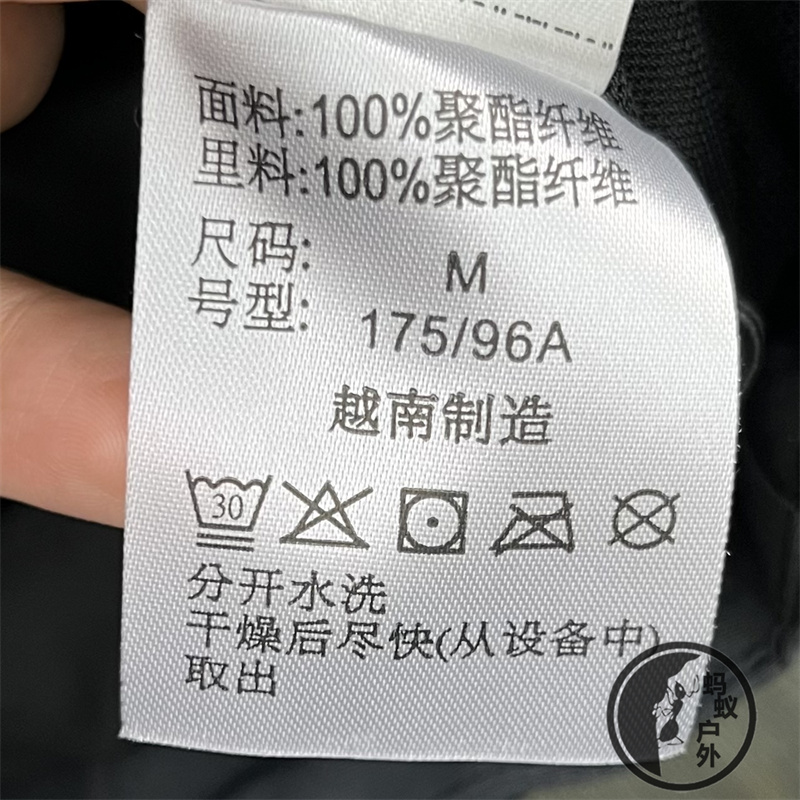 面料:100%聚酯纤维
里料:100%聚酯纤维
尺码: M
号型: 175/96A
越南制造
30
分开水洗
干燥后尽快(从设备中)
取出
蚂蚁户外